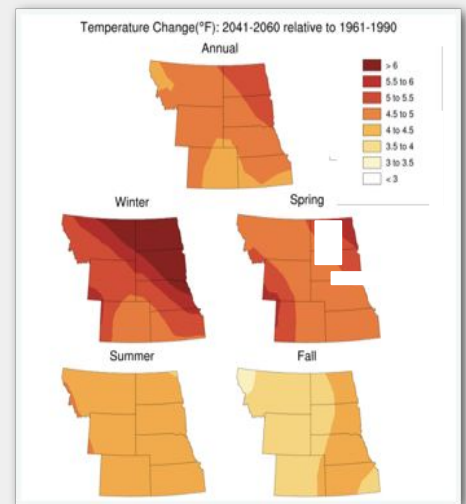 Temperature Change(°F): 2041-2060 relative to 1961-1990
Annual
> 6
5.5 to 6
5 to 5.5
4.5 to 5
4 to 4.5
3.5 to 4
3 to 3.5
< 3
Winter
Spring
Summer
Fall